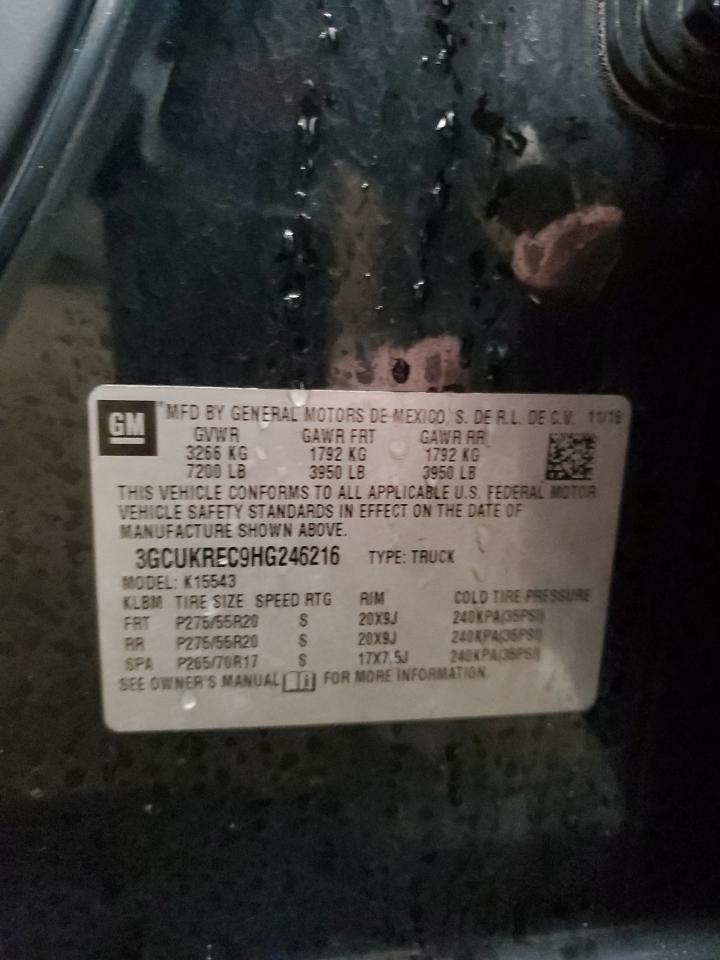 GM MFD BY GENERAL MOTORS DE MEXICO, S. DE R.L. DE C.V. 11/16
GVWR GAWR FRT GAWR RR
3266 KG 1792 KG 1792 KG
7200 LB 3950 LB 3950 LB
THIS VEHICLE CONFORMS TO ALL APPLICABLE U.S. FEDERAL MOTOR
VEHICLE SAFETY STANDARDS IN EFFECT ON THE DATE OF
MANUFACTURE SHOWN ABOVE.
3GCUKREC9HG246216 TYPE: TRUCK
MODEL: K15543
KLBM TIRE SIZE SPEED RTG RIM COLD TIRE PRESSURE
FRT P275/55R20 S 20X9J 240KPA(35PSI)
RR P275/55R20 S 20X9J 240KPA(35PSI)
SPA P265/70R17 S 17X7.5J 240KPA(35PSI)
SEE OWNER'S MANUAL FOR MORE INFORMATION.